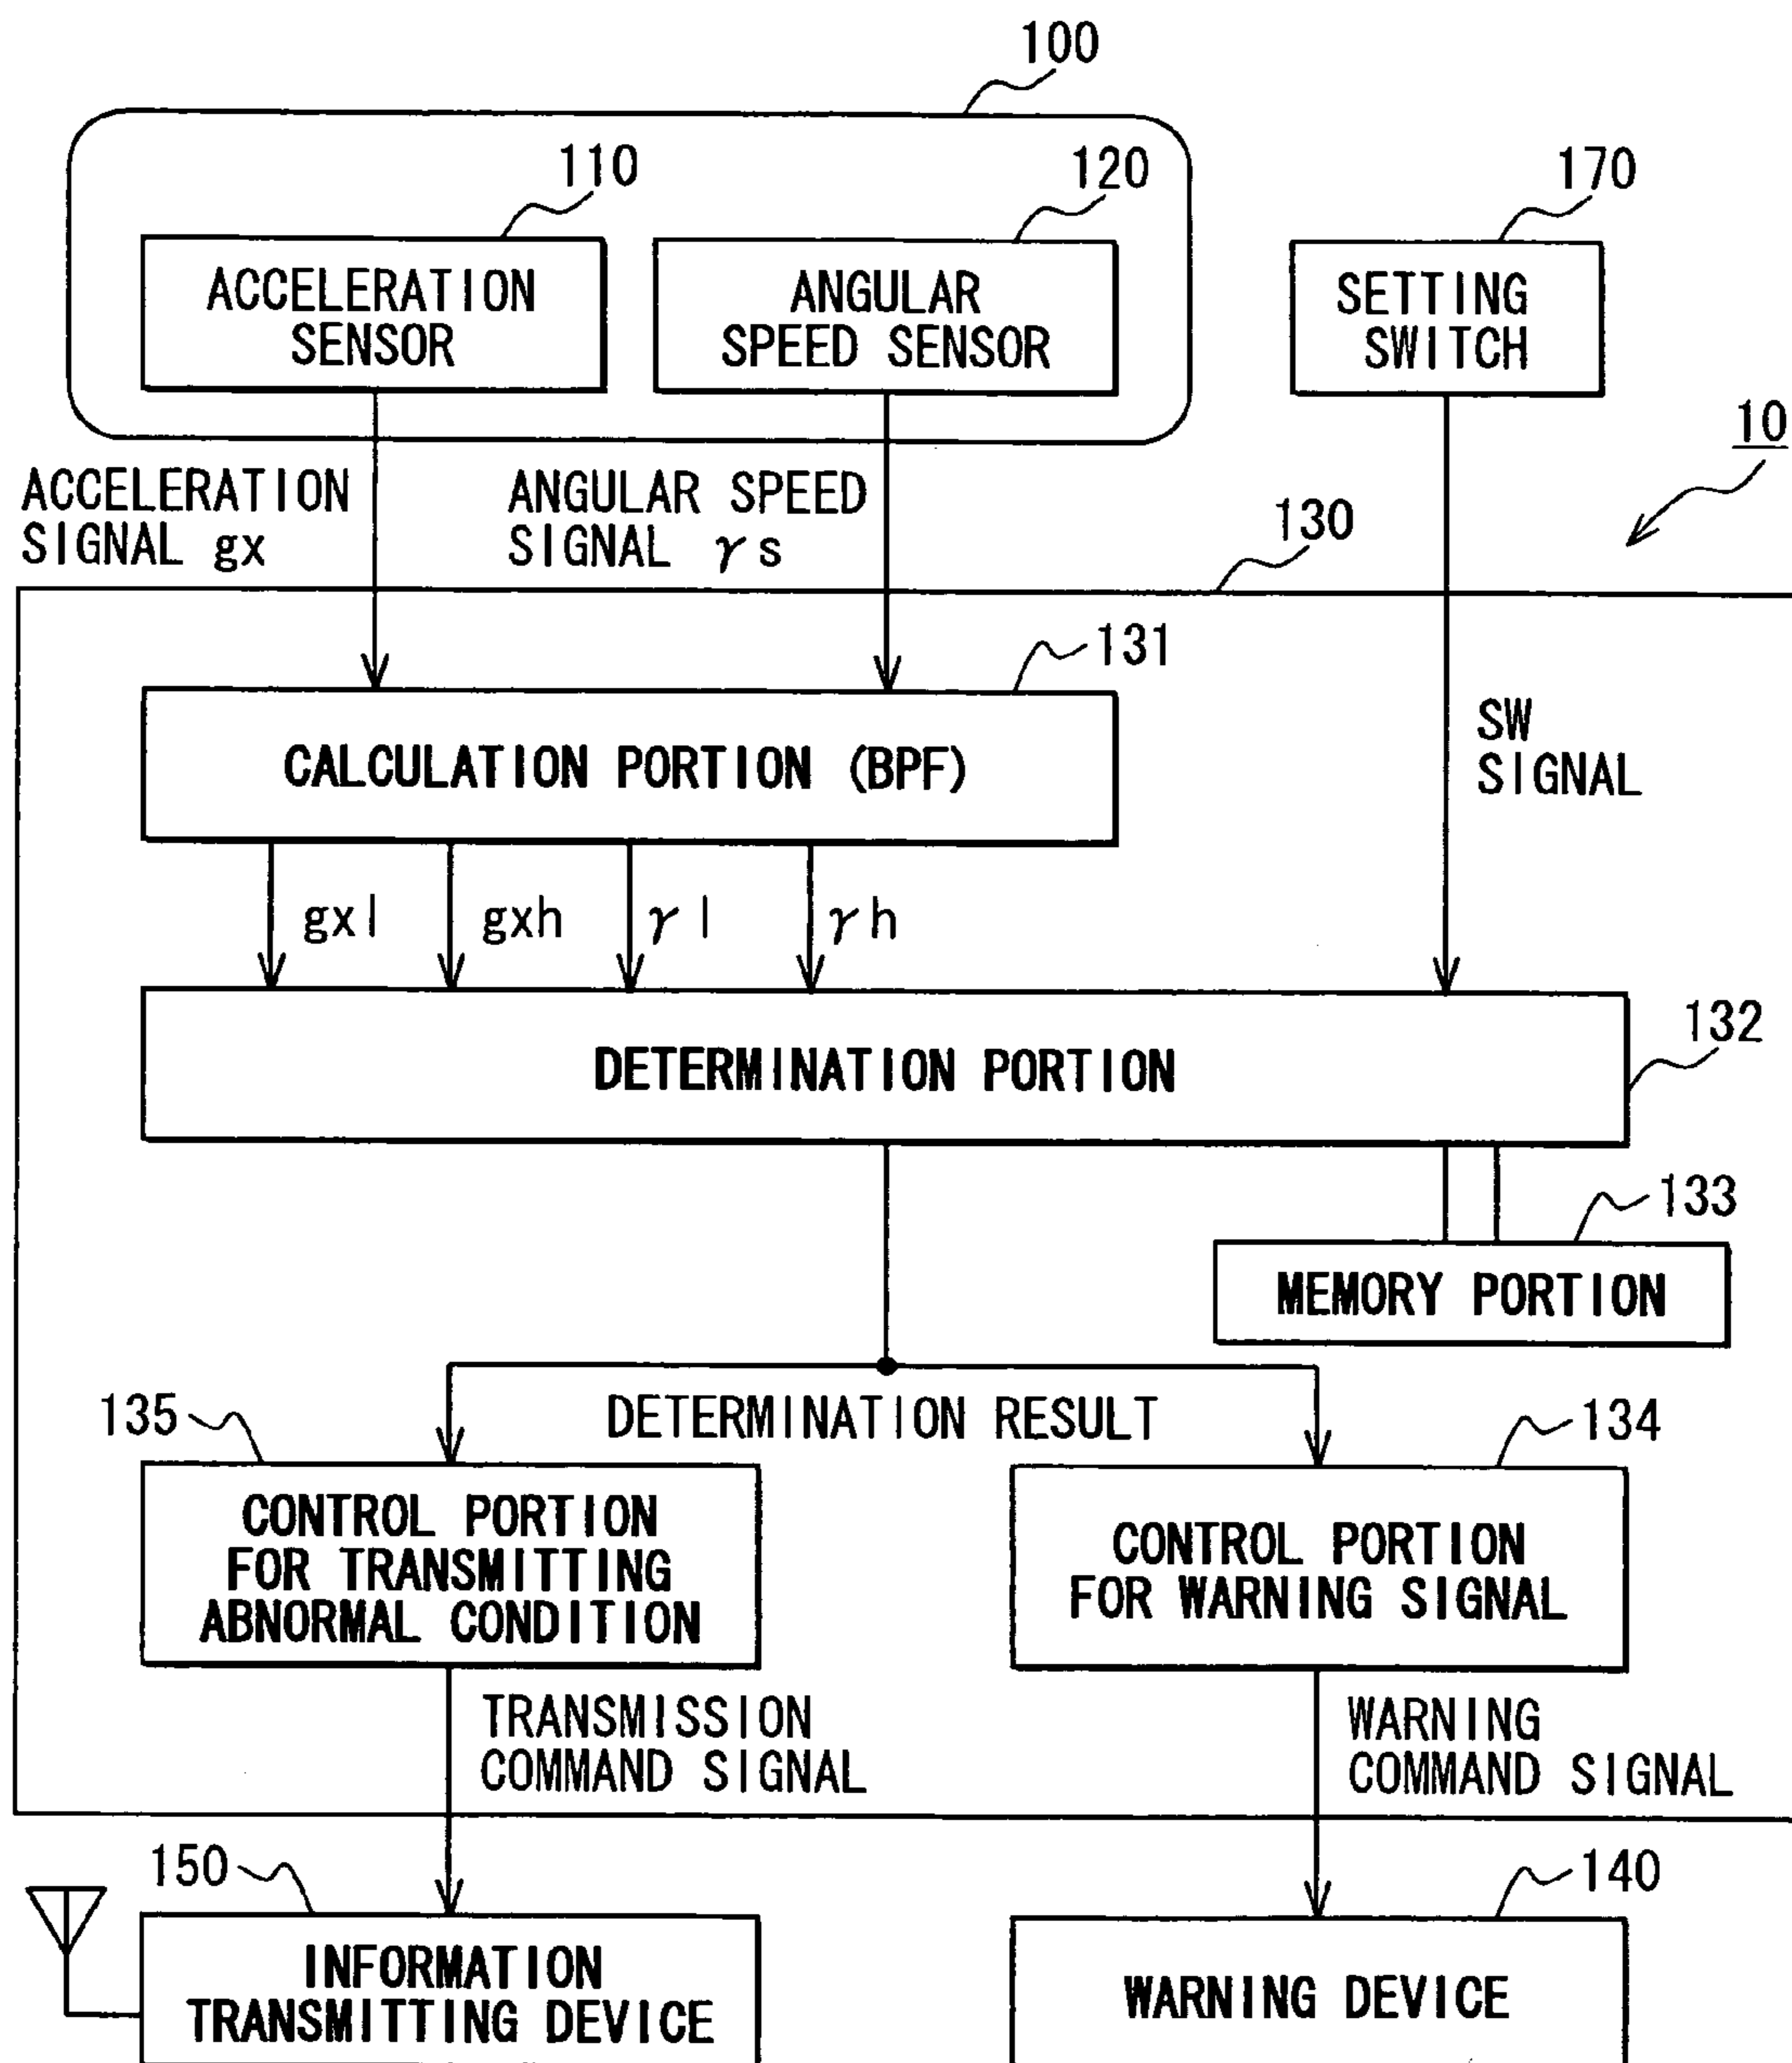 100
110
120
170
ACCELERATION
SENSOR
ANGULAR
SPEED SENSOR
SETTING
SWITCH
10
ACCELERATION
SIGNAL gx
ANGULAR SPEED
SIGNAL γs
130
131
CALCULATION PORTION (BPF)
SW
SIGNAL
gxl
gxh
γl
γh
132
DETERMINATION PORTION
133
MEMORY PORTION
135
DETERMINATION RESULT
134
CONTROL PORTION
FOR TRANSMITTING
ABNORMAL CONDITION
CONTROL PORTION
FOR WARNING SIGNAL
TRANSMISSION
COMMAND SIGNAL
WARNING
COMMAND SIGNAL
150
140
INFORMATION
TRANSMITTING DEVICE
WARNING DEVICE